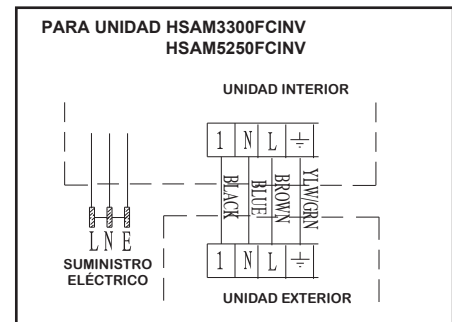 PARA UNIDAD HSAM3300FCINV
HSAM5250FCINV
UNIDAD INTERIOR
1 N L
BLACK
BLUE
BROWN
YLW/GRN
L N E
SUMINISTRO
ELÉCTRICO
1 N L
UNIDAD EXTERIOR